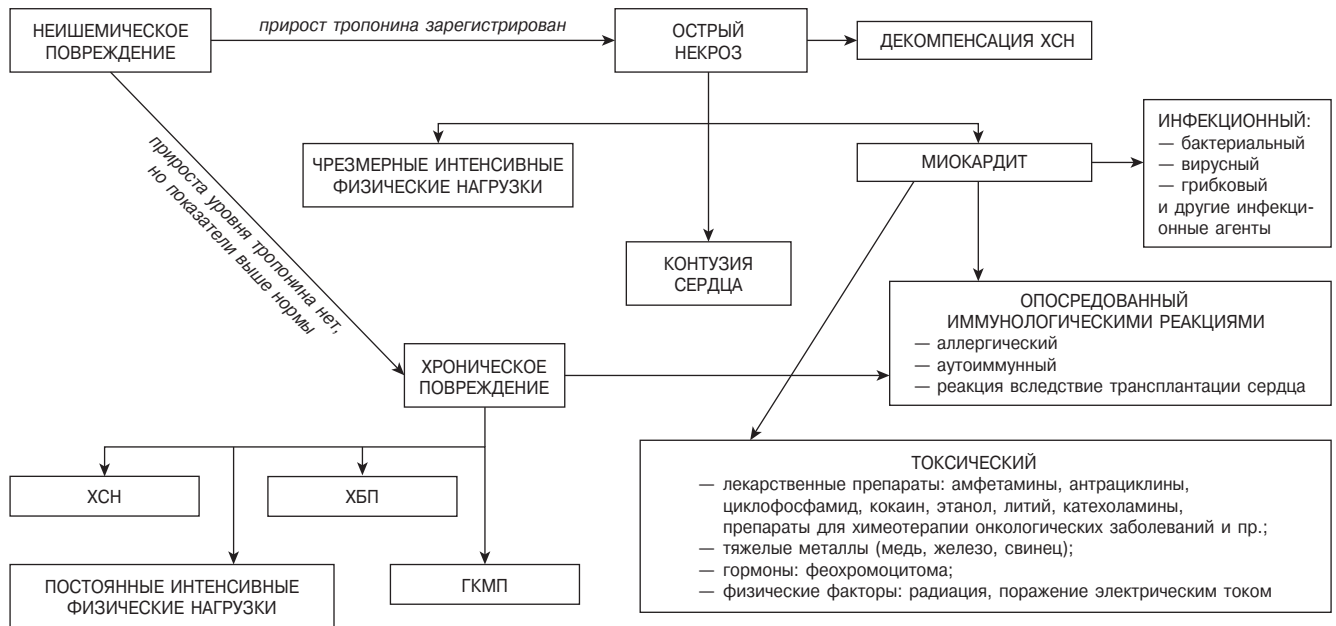 НЕИШЕМИЧЕСКОЕ
ПОВРЕЖДЕНИЕ
прирост тропонина зарегистрирован
ОСТРЫЙ
НЕКРОЗ
ДЕКОМПЕНСАЦИЯ ХСН
прироста уровня тропонина нет,
но показатели выше нормы
ЧРЕЗМЕРНЫЕ ИНТЕНСИВНЫЕ
ФИЗИЧЕСКИЕ НАГРУЗКИ
МИОКАРДИТ
ИНФЕКЦИОННЫЙ:
— бактериальный
— вирусный
— грибковый
и другие инфекци-
онные агенты
КОНТУЗИЯ
СЕРДЦА
ОПОСРЕДОВАННЫЙ
ИММУНОЛОГИЧЕСКИМИ РЕАКЦИЯМИ
— аллергический
— аутоиммунный
— реакция вследствие трансплантации сердца
ХРОНИЧЕСКОЕ
ПОВРЕЖДЕНИЕ
ХСН
ХБП
ПОСТОЯННЫЕ ИНТЕНСИВНЫЕ
ФИЗИЧЕСКИЕ НАГРУЗКИ
ГКМП
ТОКСИЧЕСКИЙ
— лекарственные препараты: амфетамины, антрациклины,
циклофосфамид, кокаин, этанол, литий, катехоламины,
препараты для химеотерапии онкологических заболеваний и пр.;
— тяжелые металлы (медь, железо, свинец);
— гормоны: феохромоцитома;
— физические факторы: радиация, поражение электрическим током